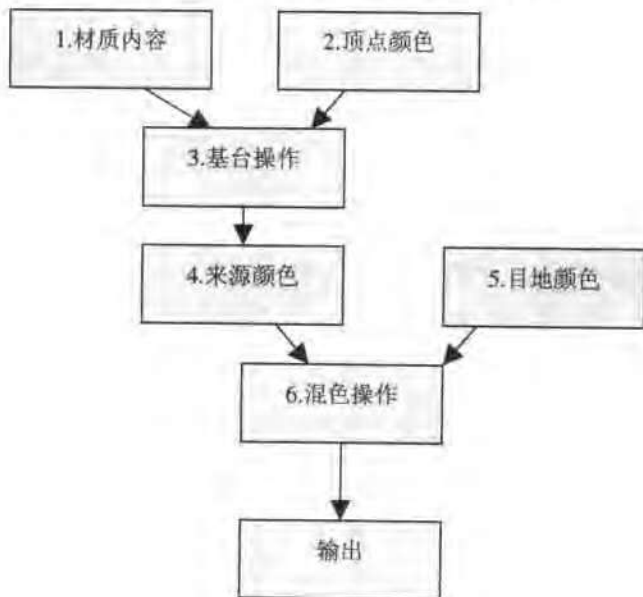 1.材质内容
2.顶点颜色
3.基台操作
4.来源颜色
5.目地颜色
6.混色操作
输出